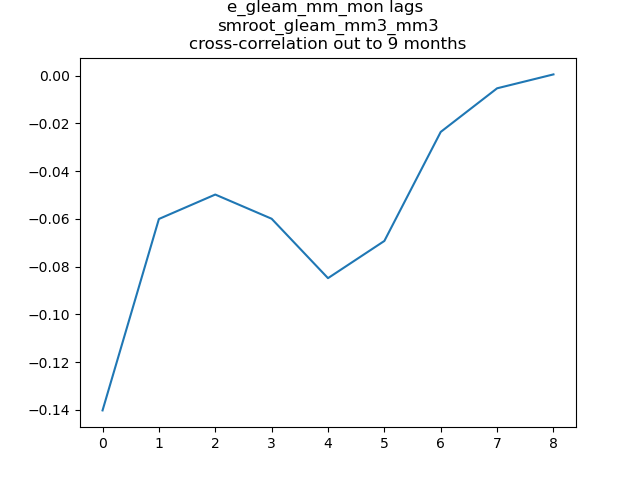 e_gleam_mm_mon lags
smroot_gleam_mm3_mm3
cross-correlation out to 9 months
0.00
−0.02
−0.04
−0.06
−0.08
−0.10
−0.12
−0.14
0 1 2 3 4 5 6 7 8